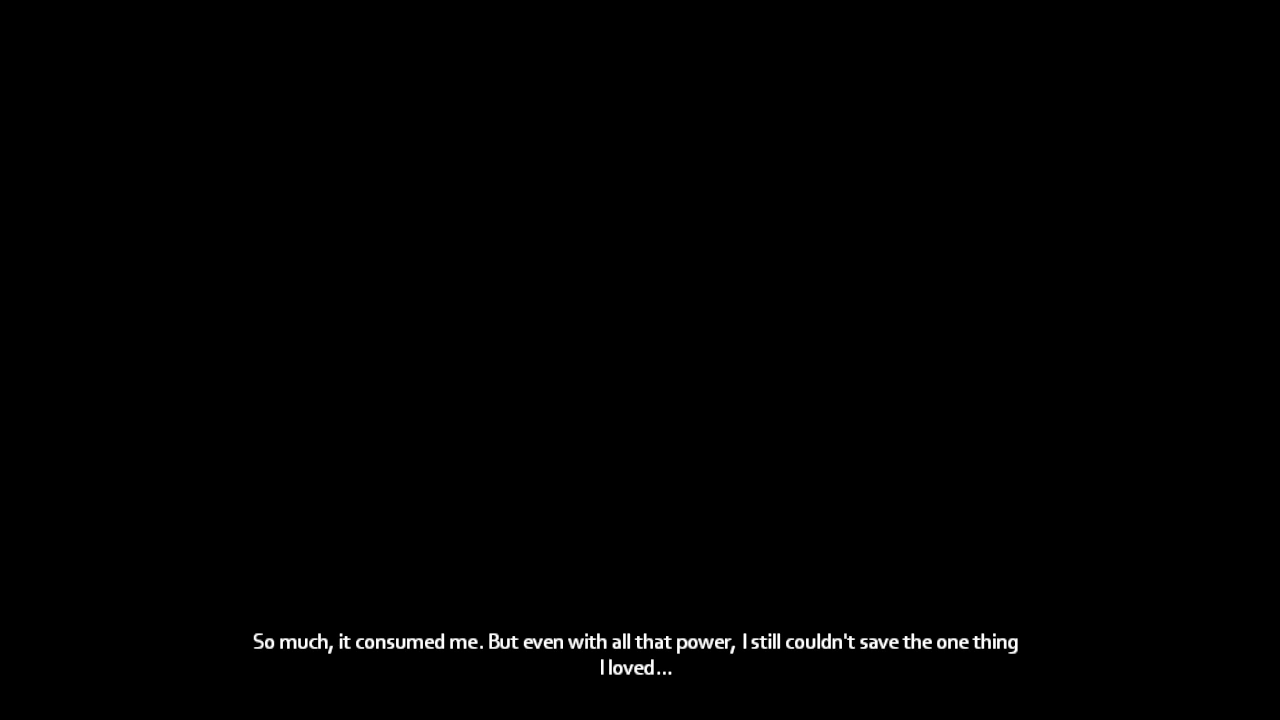 So much, it consumed me. But even with all that power, I still couldn't save the one thing
I loved...